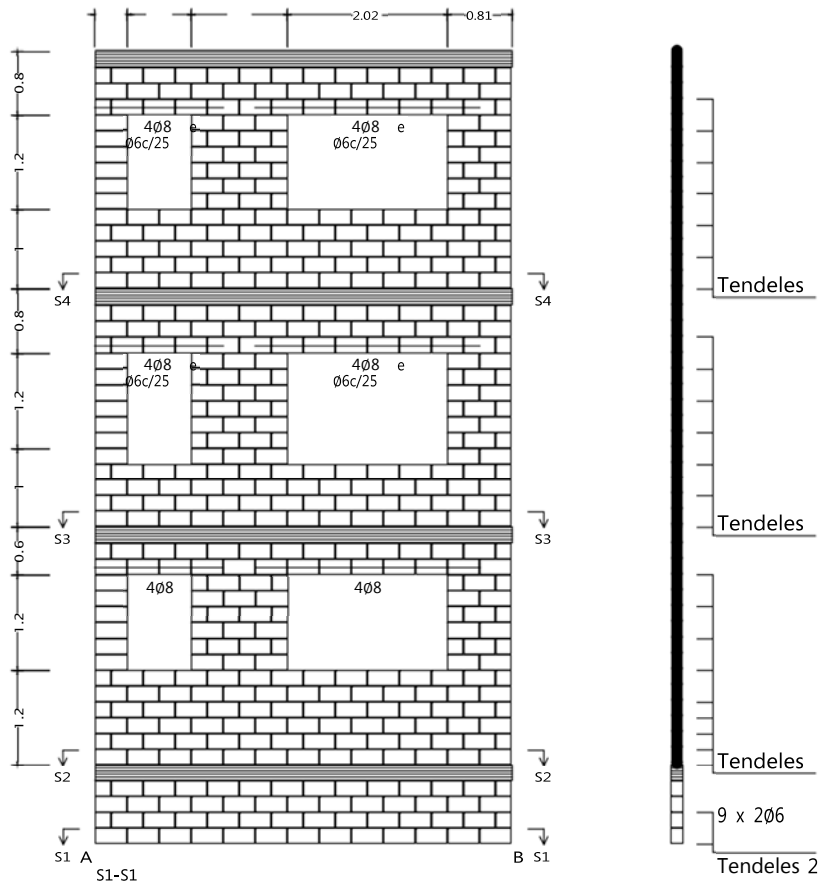 2.02 0.81
0.8
4Ø8 e 4Ø8 e
Ø6c/25 Ø6c/25
1.2
1
S4 S4 Tendeles
0.8
4Ø8 e 4Ø8 e
Ø6c/25 Ø6c/25
1.2
1
S3 S3 Tendeles
0.6
4Ø8 4Ø8
1.2
1.2
S2 S2 Tendeles
9 x 2Ø6
S1 A B S1
Tendeles 2
S1-S1